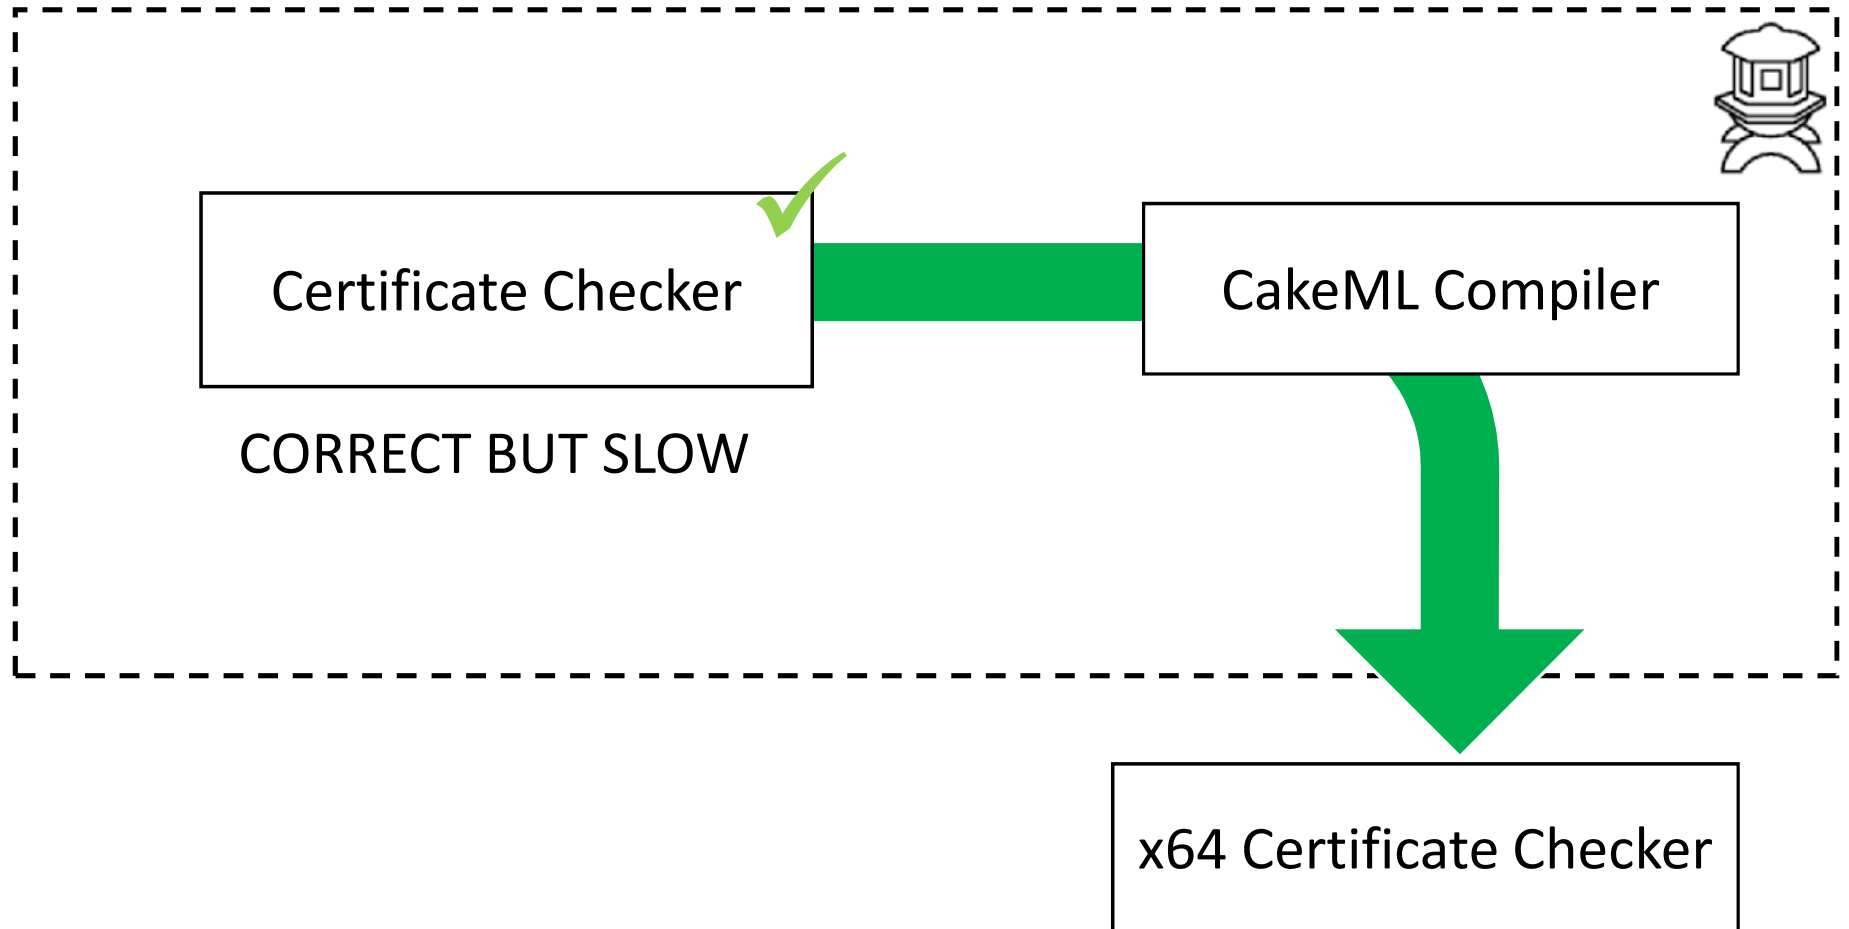 Certificate Checker
CakeML Compiler
CORRECT BUT SLOW
x64 Certificate Checker